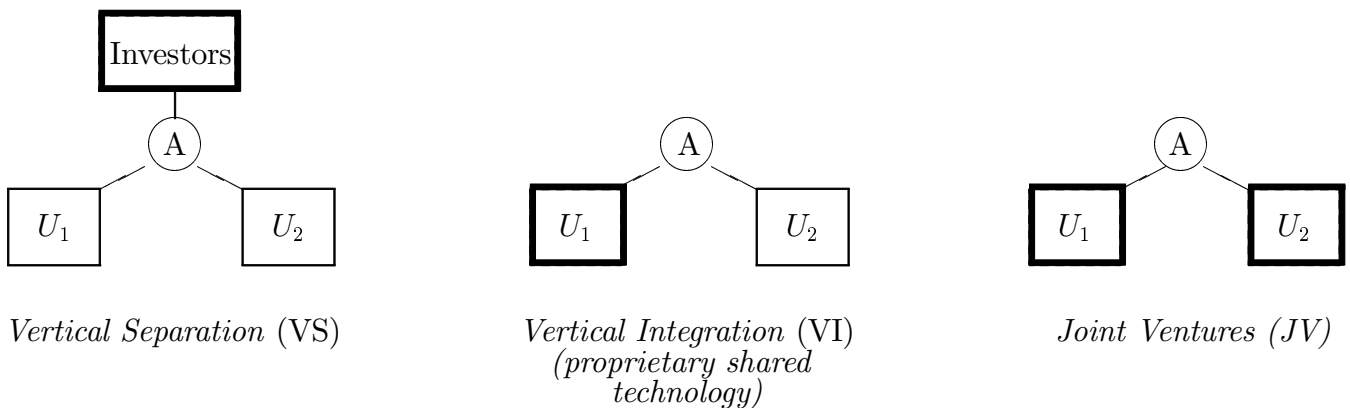 Investors
A
A
A
U₁
U₂
U₁
U₂
U₁
U₂
Vertical Separation (VS)
Vertical Integration (VI)
(proprietary shared
technology)
Joint Ventures (JV)